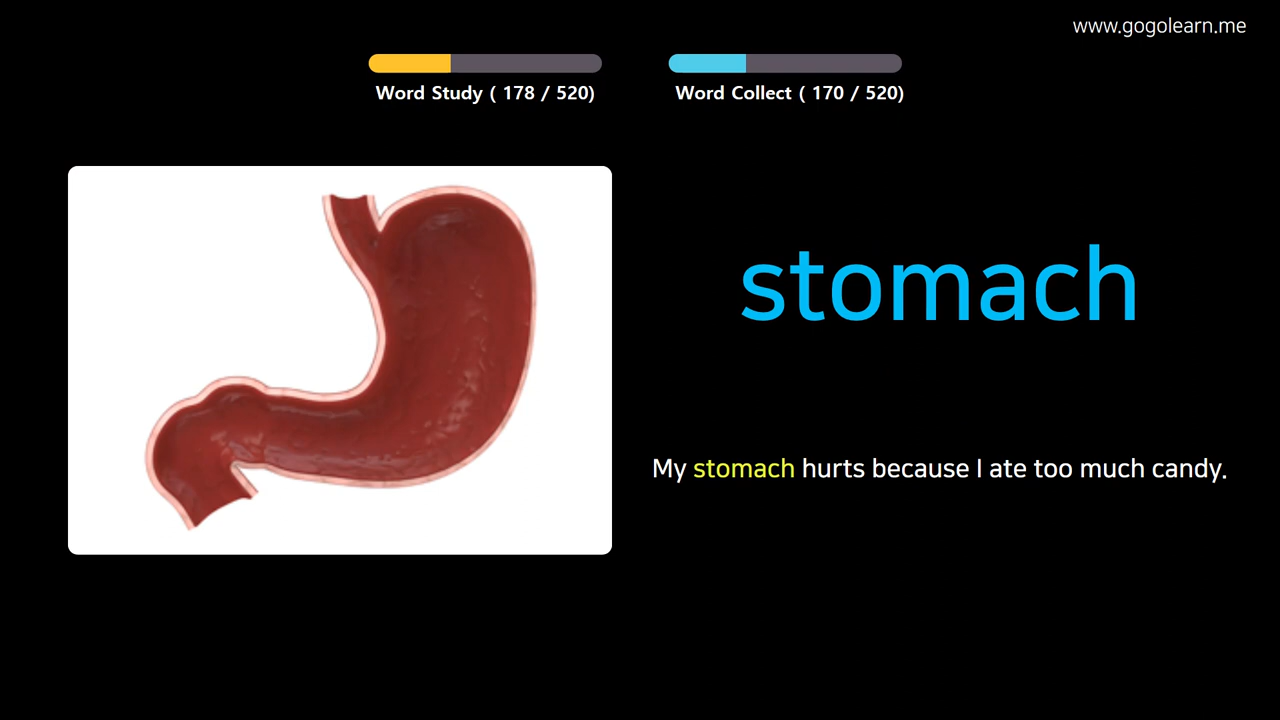 www.gogolearn.me
Word Study ( 178 / 520)
Word Collect ( 170 / 520)
stomach
My stomach hurts because I ate too much candy.